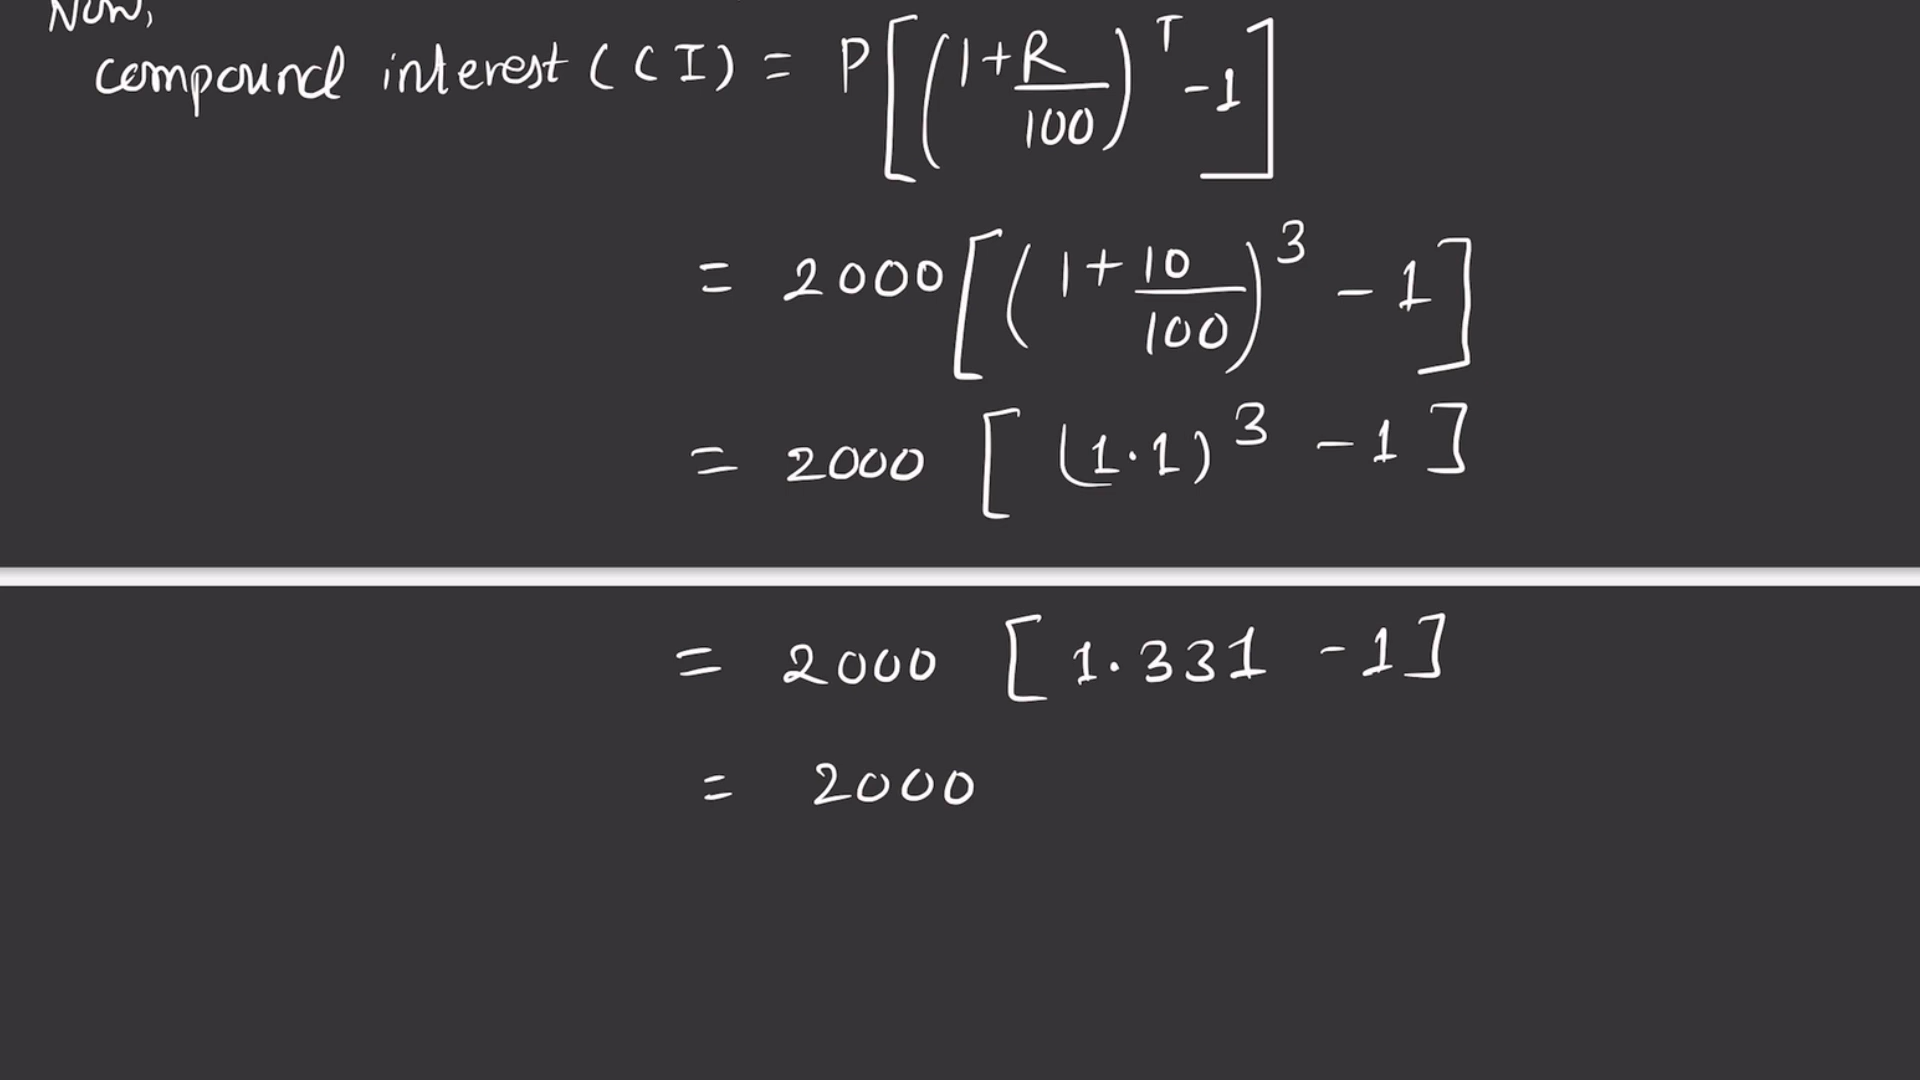 Now,
compound interest (CI) = P[(1+R/100)^T -1]
= 2000[(1+10/100)^3 - 1]
= 2000 [(1.1)^3 - 1]
= 2000 [1.331 - 1]
= 2000